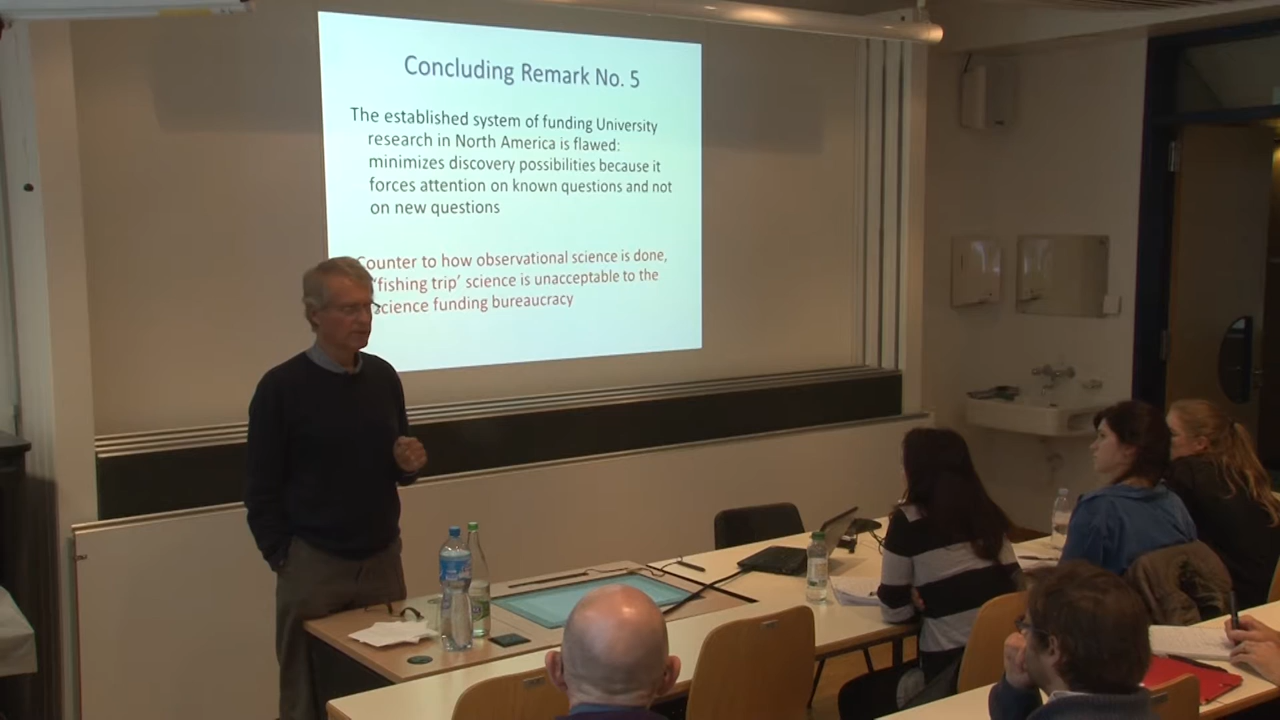 Concluding Remark No. 5
The established system of funding University
research in North America is flawed:
minimizes discovery possibilities because it
forces attention on known questions and not
on new questions
Counter to how observational science is done,
'fishing trip' science is unacceptable to the
science funding bureaucracy